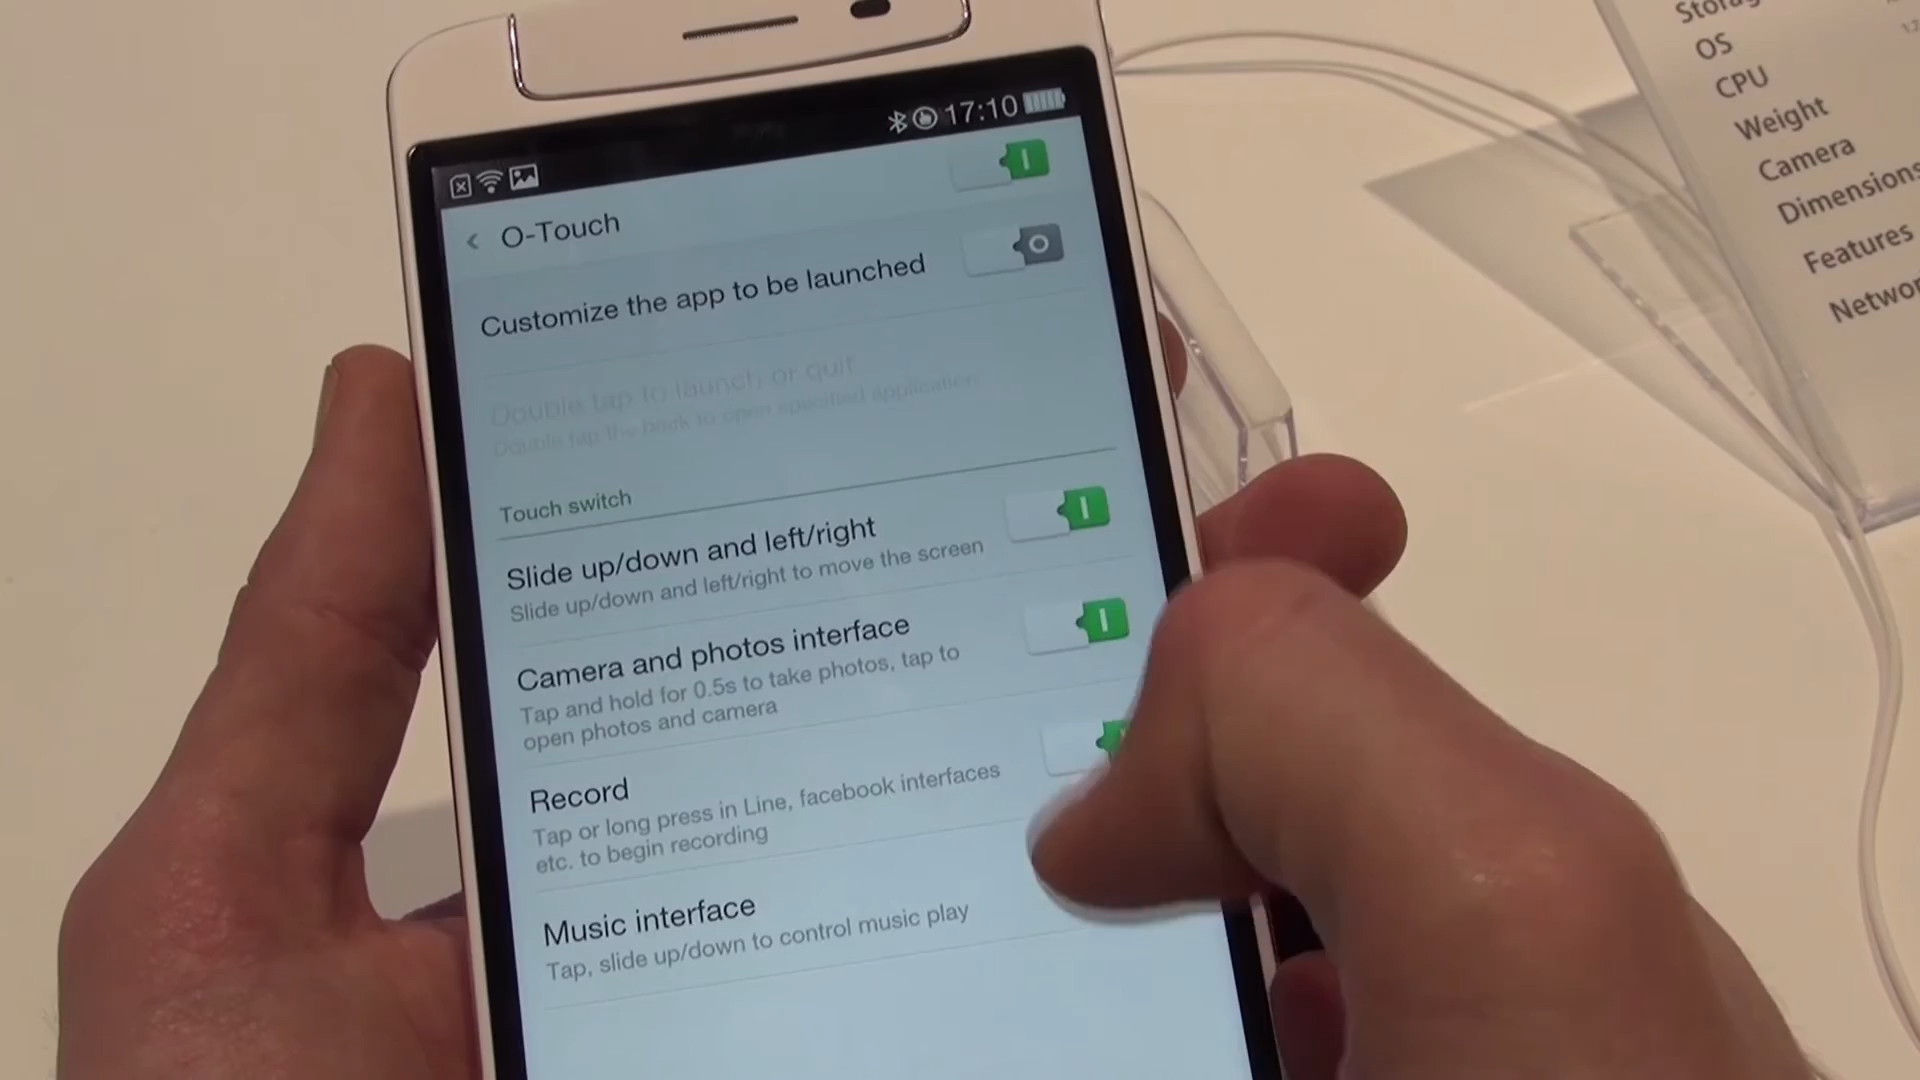 17:10
O-Touch
Customize the app to be launched
Double tap to launch or quit
Double tap the back to open specified application
Touch switch
Slide up/down and left/right
Slide up/down and left/right to move the screen
Camera and photos interface
Tap and hold for 0.5s to take photos, tap to
open photos and camera
Record
Tap or long press in Line, facebook interfaces
etc. to begin recording
Music interface
Tap, slide up/down to control music play
OS
CPU
Weight
Camera
Dimensions
Features